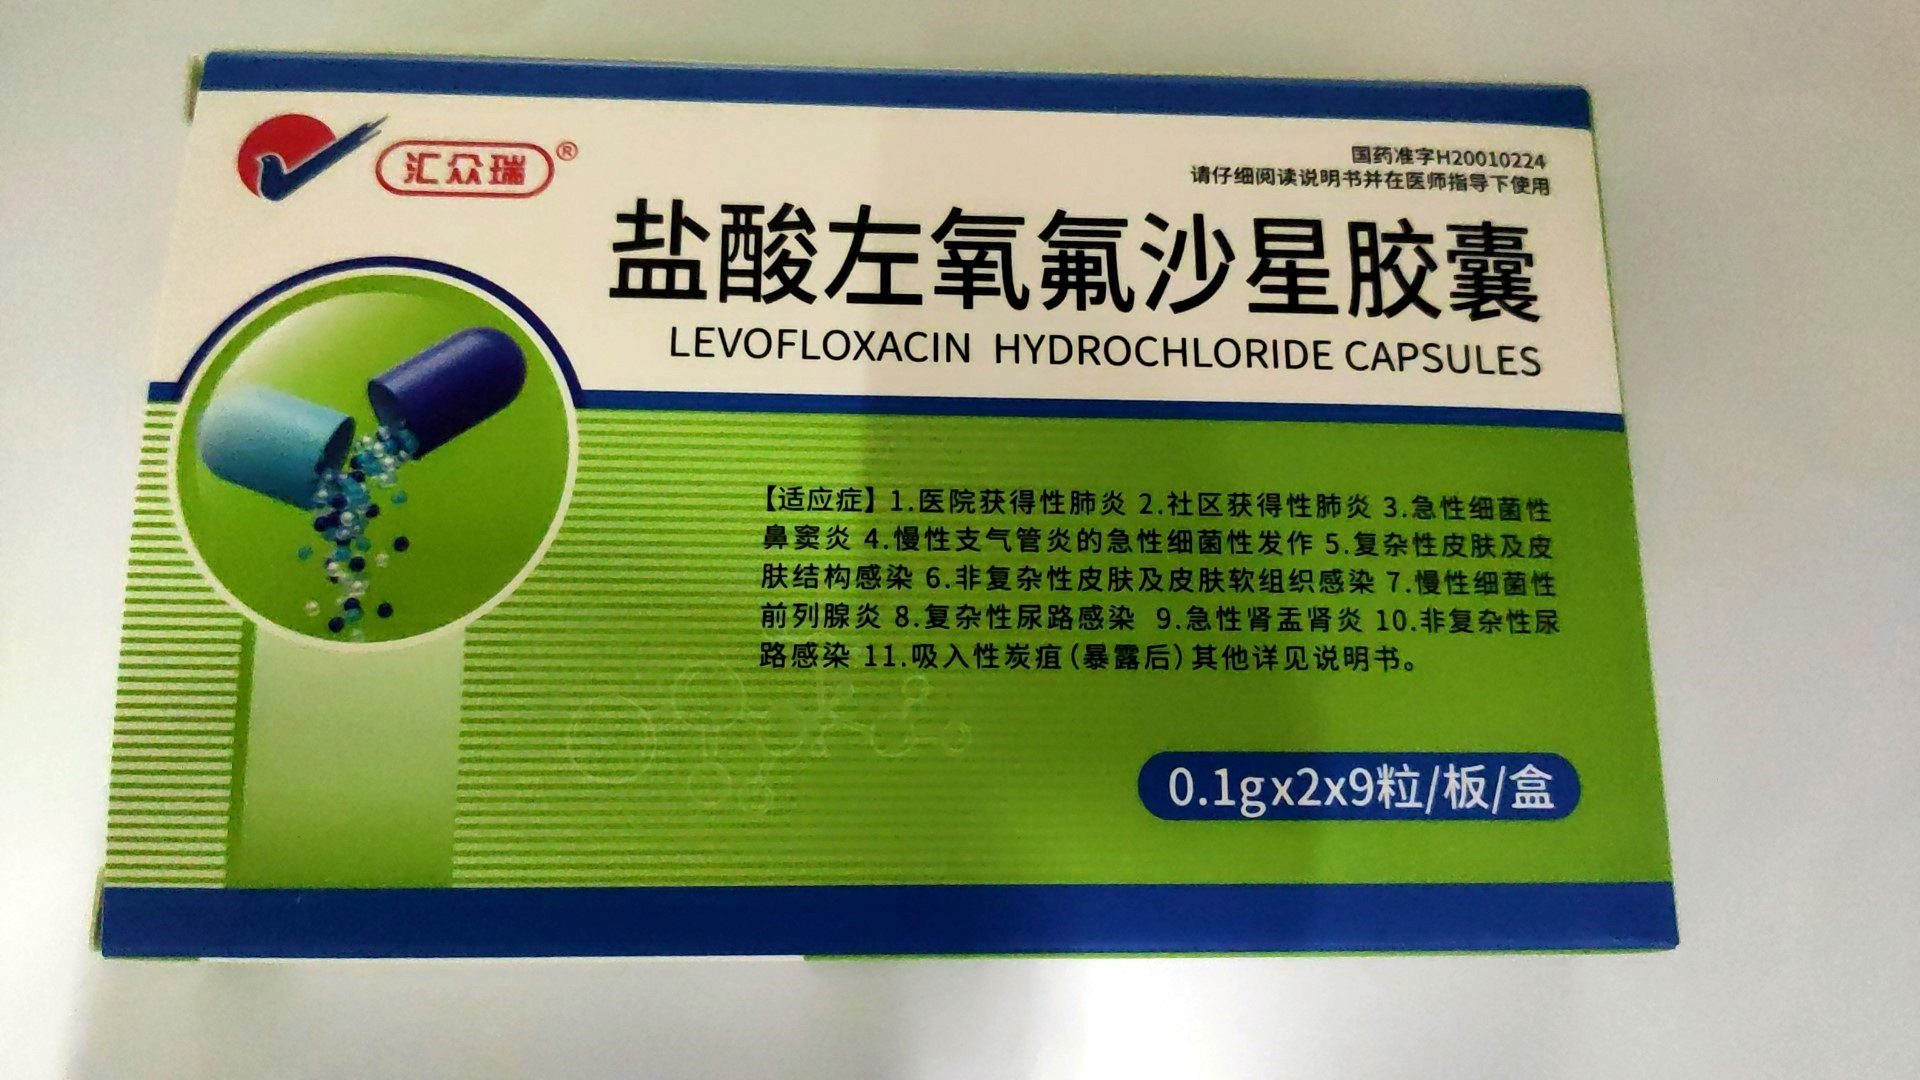 汇众瑞®
国药准字H20010224
请仔细阅读说明书并在医师指导下使用
盐酸左氧氟沙星胶囊
LEVOFLOXACIN HYDROCHLORIDE CAPSULES
【适应症】1.医院获得性肺炎 2.社区获得性肺炎 3.急性细菌性
鼻窦炎 4.慢性支气管炎的急性细菌性发作 5.复杂性皮肤及皮
肤结构感染 6.非复杂性皮肤及皮肤软组织感染 7.慢性细菌性
前列腺炎 8.复杂性尿路感染 9.急性肾盂肾炎 10.非复杂性尿
路感染 11.吸入性炭疽(暴露后)其他详见说明书。
0.1gx2x9粒/板/盒